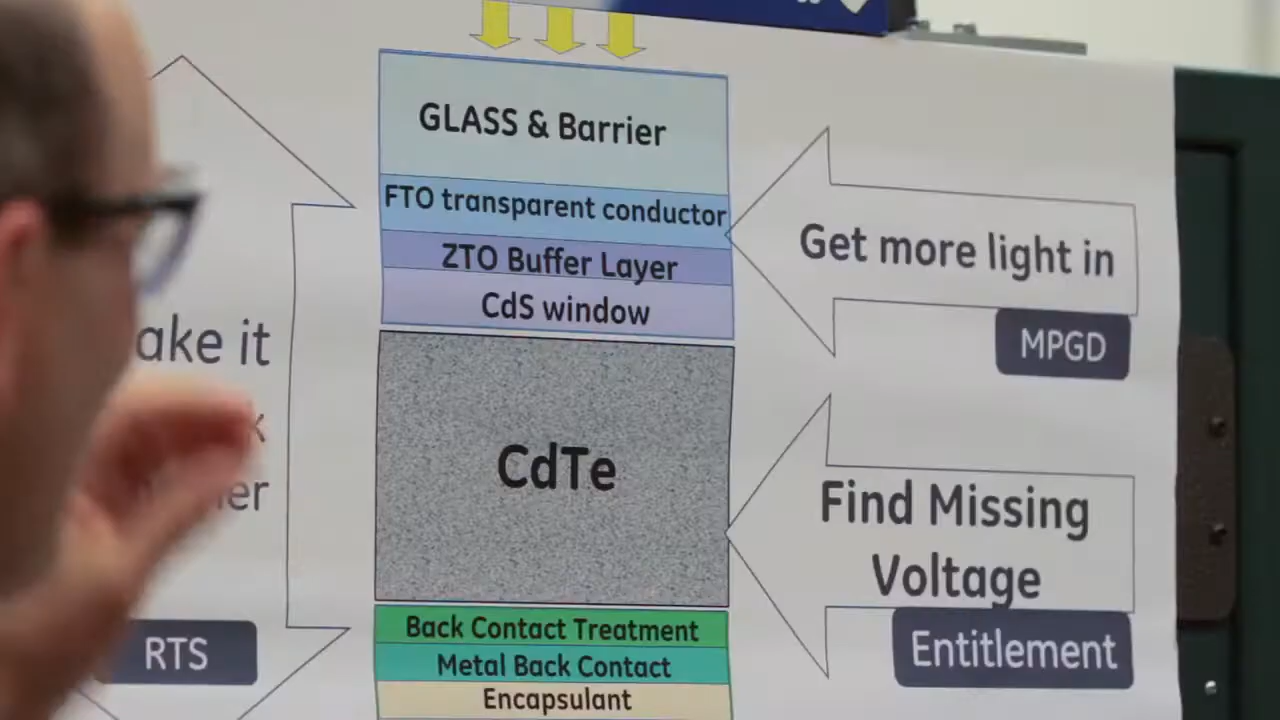 GLASS & Barrier
FTO transparent conductor
ZTO Buffer Layer
CdS window
CdTe
Back Contact Treatment
Metal Back Contact
Encapsulant
Get more light in
MPGD
Find Missing
Voltage
Entitlement
it
RTS